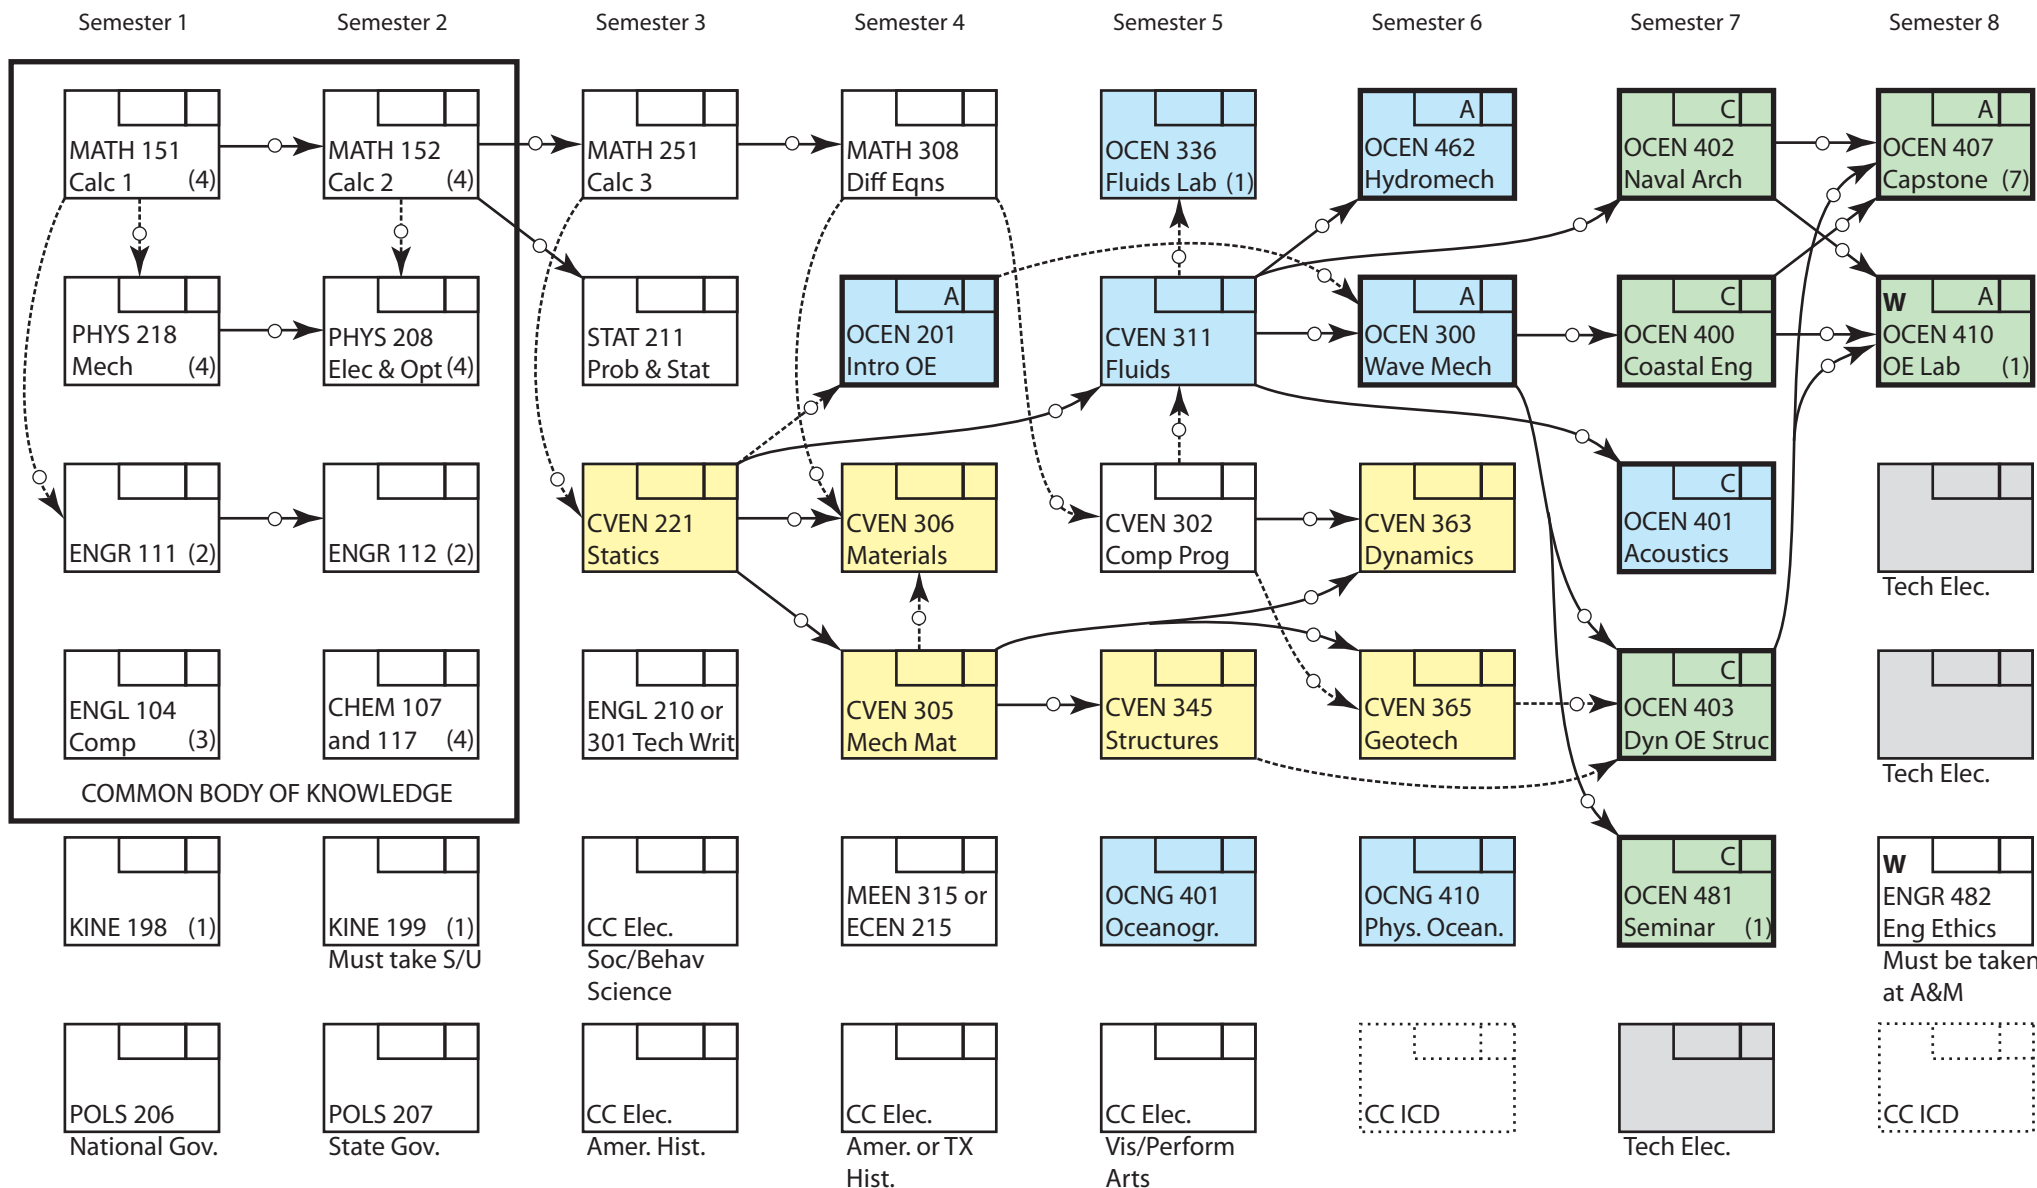 Semester 1
Semester 2
Semester 3
Semester 4
Semester 5
Semester 6
Semester 7
Semester 8
MATH 151
Calc 1 (4)
MATH 152
Calc 2 (4)
MATH 251
Calc 3
MATH 308
Diff Eqns
OCEN 336
Fluids Lab (1)
A
OCEN 462
Hydromech
C
OCEN 402
Naval Arch
A
OCEN 407
Capstone (7)
PHYS 218
Mech (4)
PHYS 208
Elec & Opt (4)
STAT 211
Prob & Stat
A
OCEN 201
Intro OE
CVEN 311
Fluids
A
OCEN 300
Wave Mech
C
OCEN 400
Coastal Eng
W A
OCEN 410
OE Lab (1)
ENGR 111 (2)
ENGR 112 (2)
CVEN 221
Statics
CVEN 306
Materials
CVEN 302
Comp Prog
CVEN 363
Dynamics
C
OCEN 401
Acoustics
Tech Elec.
ENGL 104
Comp (3)
CHEM 107
and 117 (4)
ENGL 210 or
301 Tech Writ
CVEN 305
Mech Mat
CVEN 345
Structures
CVEN 365
Geotech
C
OCEN 403
Dyn OE Struc
Tech Elec.
COMMON BODY OF KNOWLEDGE
KINE 198 (1)
KINE 199 (1)
Must take S/U
CC Elec.
Soc/Behav
Science
MEEN 315 or
ECEN 215
OCNG 401
Oceanogr.
OCNG 410
Phys. Ocean.
C
OCEN 481
Seminar (1)
W
ENGR 482
Eng Ethics
Must be taken
at A&M
POLS 206
National Gov.
POLS 207
State Gov.
CC Elec.
Amer. Hist.
CC Elec.
Amer. or TX
Hist.
CC Elec.
Vis/Perform
Arts
CC ICD
Tech Elec.
CC ICD